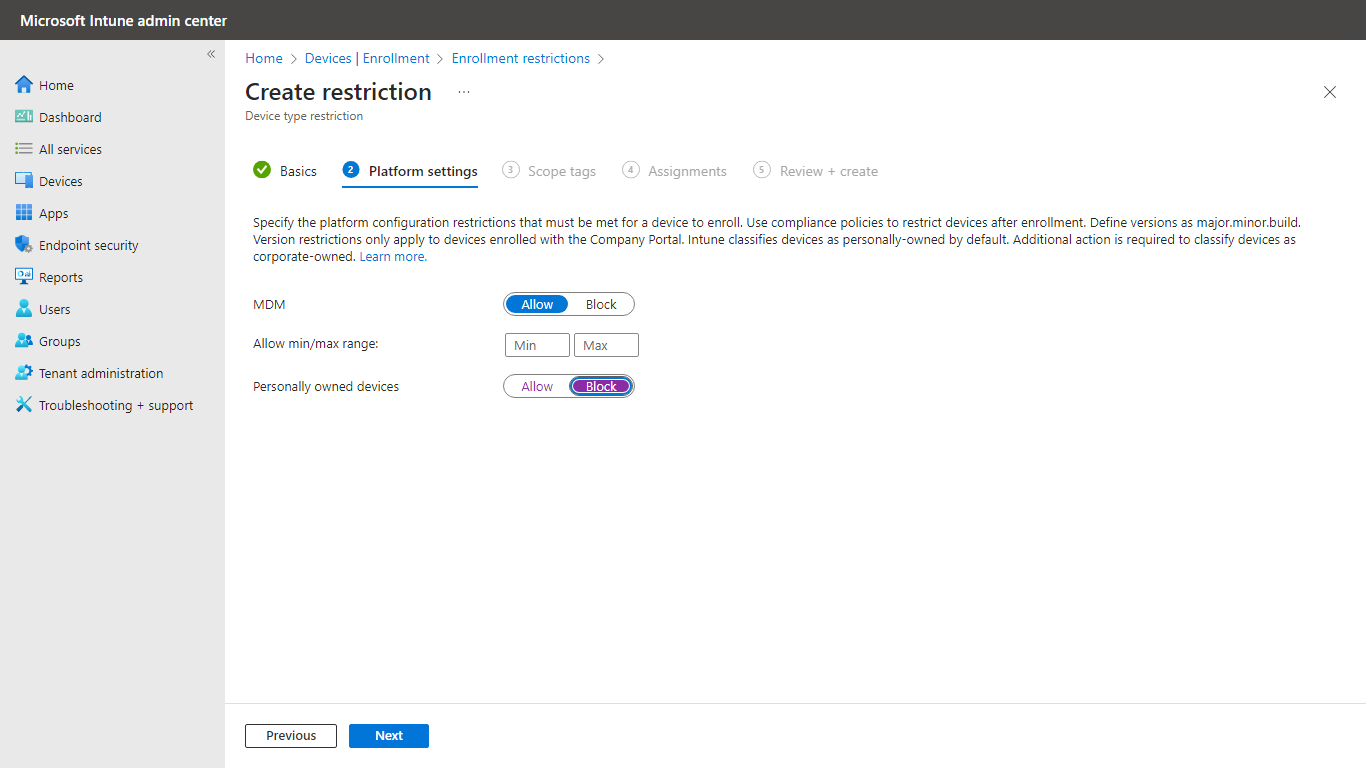 Microsoft Intune admin center
«
Home
Dashboard
All services
Devices
Apps
Endpoint security
Reports
Users
Groups
Tenant administration
Troubleshooting + support
Home > Devices | Enrollment > Enrollment restrictions >
Create restriction ...
Device type restriction
Basics 2 Platform settings 3 Scope tags 4 Assignments 5 Review + create
Specify the platform configuration restrictions that must be met for a device to enroll. Use compliance policies to restrict devices after enrollment. Define versions as major.minor.build.
Version restrictions only apply to devices enrolled with the Company Portal. Intune classifies devices as personally-owned by default. Additional action is required to classify devices as
corporate-owned. Learn more.
MDM Allow Block
Allow min/max range: Min Max
Personally owned devices Allow Block
Previous Next